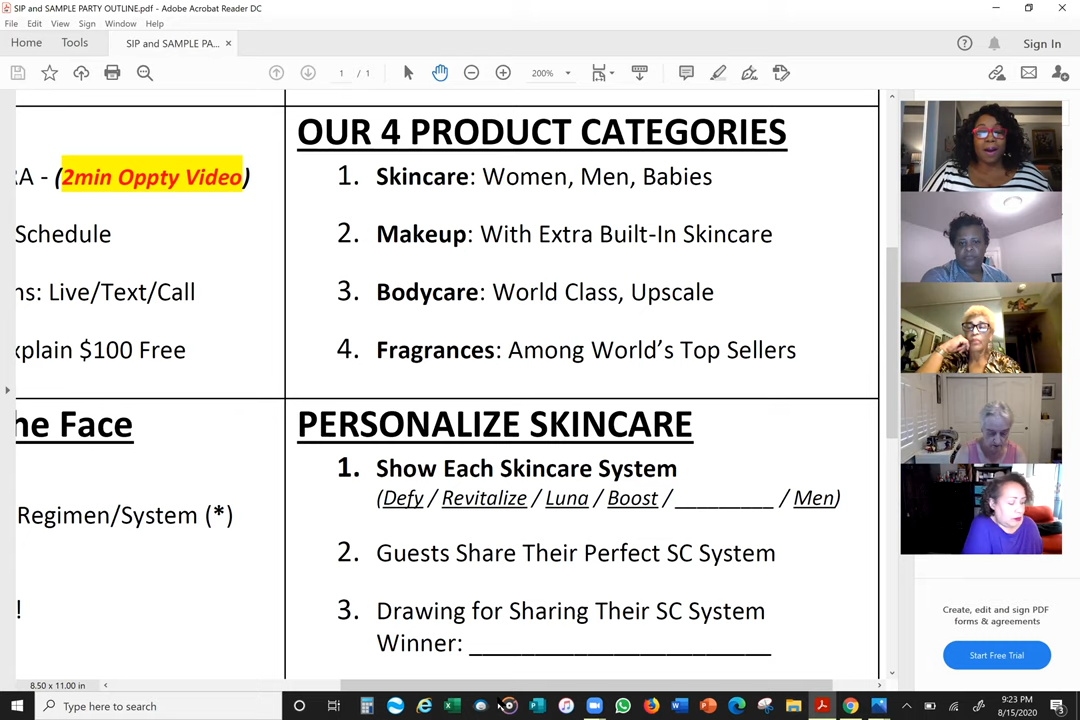 SIP and SAMPLE PARTY OUTLINE.pdf - Adobe Acrobat Reader DC
File Edit View Sign Window Help
Home Tools SIP and SAMPLE PA... × Sign In
1 / 1 200%
OUR 4 PRODUCT CATEGORIES
RA - (2min Oppty Video)
1. Skincare: Women, Men, Babies
Schedule
2. Makeup: With Extra Built-In Skincare
ns: Live/Text/Call
3. Bodycare: World Class, Upscale
xplain $100 Free
4. Fragrances: Among World’s Top Sellers
he Face
PERSONALIZE SKINCARE
1. Show Each Skincare System
(Defy / Revitalize / Luna / Boost / ________ / Men)
Regimen/System (*)
2. Guests Share Their Perfect SC System
!
3. Drawing for Sharing Their SC System
Winner: ___________________________
Create, edit and sign PDF
forms & agreements
Start Free Trial
8.50 x 11.00 in
Type here to search
9:23 PM
8/15/2020
3